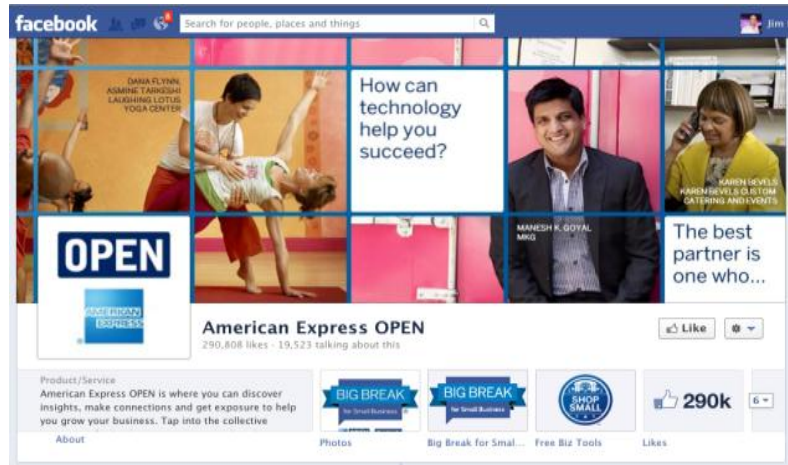 facebook
8
Search for people, places and things
Jim
DANA FLYNN,
ASMINE TARKESHI
LAUGHING LOTUS
YOGA CENTER
How can
technology
help you
succeed?
MANESH K. GOYAL
MKG
KAREN BEVELS
KAREN BEVELS CUSTOM
CATERING AND EVENTS
The best
partner is
one who...
OPEN
AMERICAN
EXPRESS
American Express OPEN
290,808 likes · 19,523 talking about this
Like
Product/Service
American Express OPEN is where you can discover
insights, make connections and get exposure to help
you grow your business. Tap into the collective
About
BIG BREAK
for Small Business
Photos
BIG BREAK
for Small Business
Big Break for Smal...
SHOP
SMALL
Free Biz Tools
290k
Likes
6